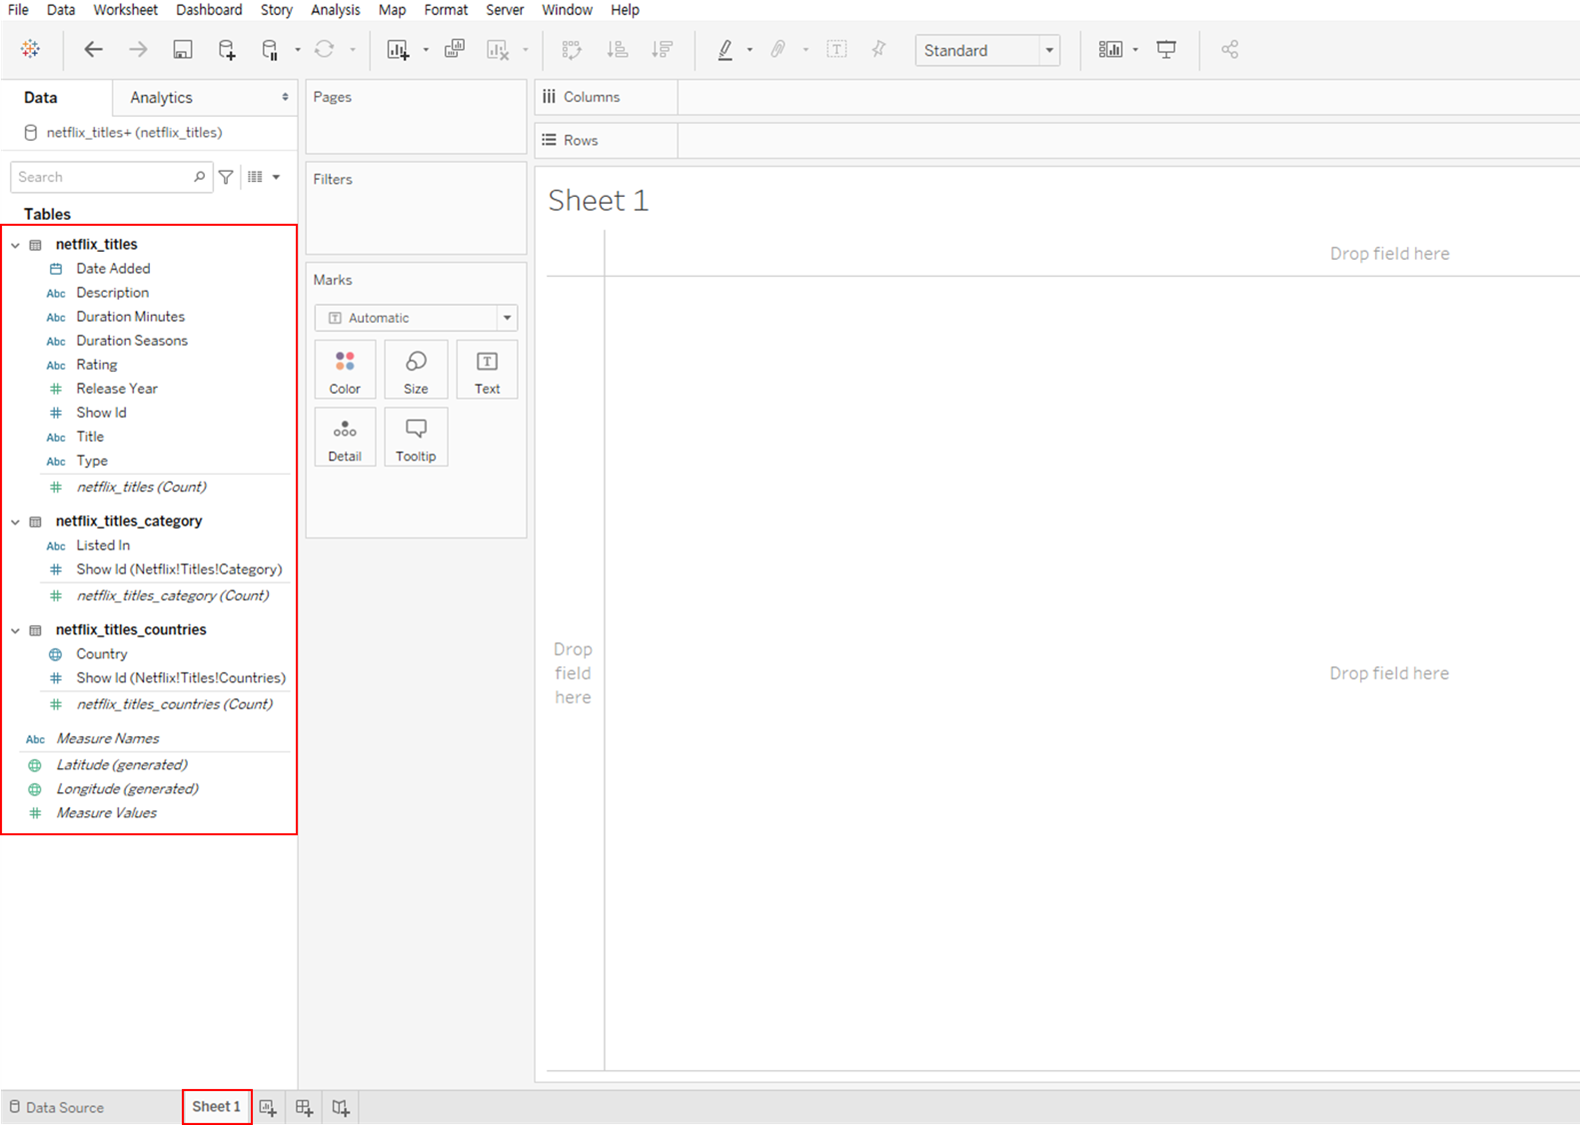 File Data Worksheet Dashboard Story Analysis Map Format Server Window Help
Standard
Data Analytics
netflix_titles+ (netflix_titles)
Search
Tables
netflix_titles
Date Added
Abc Description
Abc Duration Minutes
Abc Duration Seasons
Abc Rating
# Release Year
# Show Id
Abc Title
Abc Type
# netflix_titles (Count)
netflix_titles_category
Abc Listed In
# Show Id (Netflix!Titles!Category)
# netflix_titles_category (Count)
netflix_titles_countries
Country
# Show Id (Netflix!Titles!Countries)
# netflix_titles_countries (Count)
Abc Measure Names
Latitude (generated)
Longitude (generated)
# Measure Values
Pages
Filters
Marks
T Automatic
Color Size Text
Detail Tooltip
Columns
Rows
Sheet 1
Drop field here
Drop
field
here
Drop field here
Data Source Sheet 1